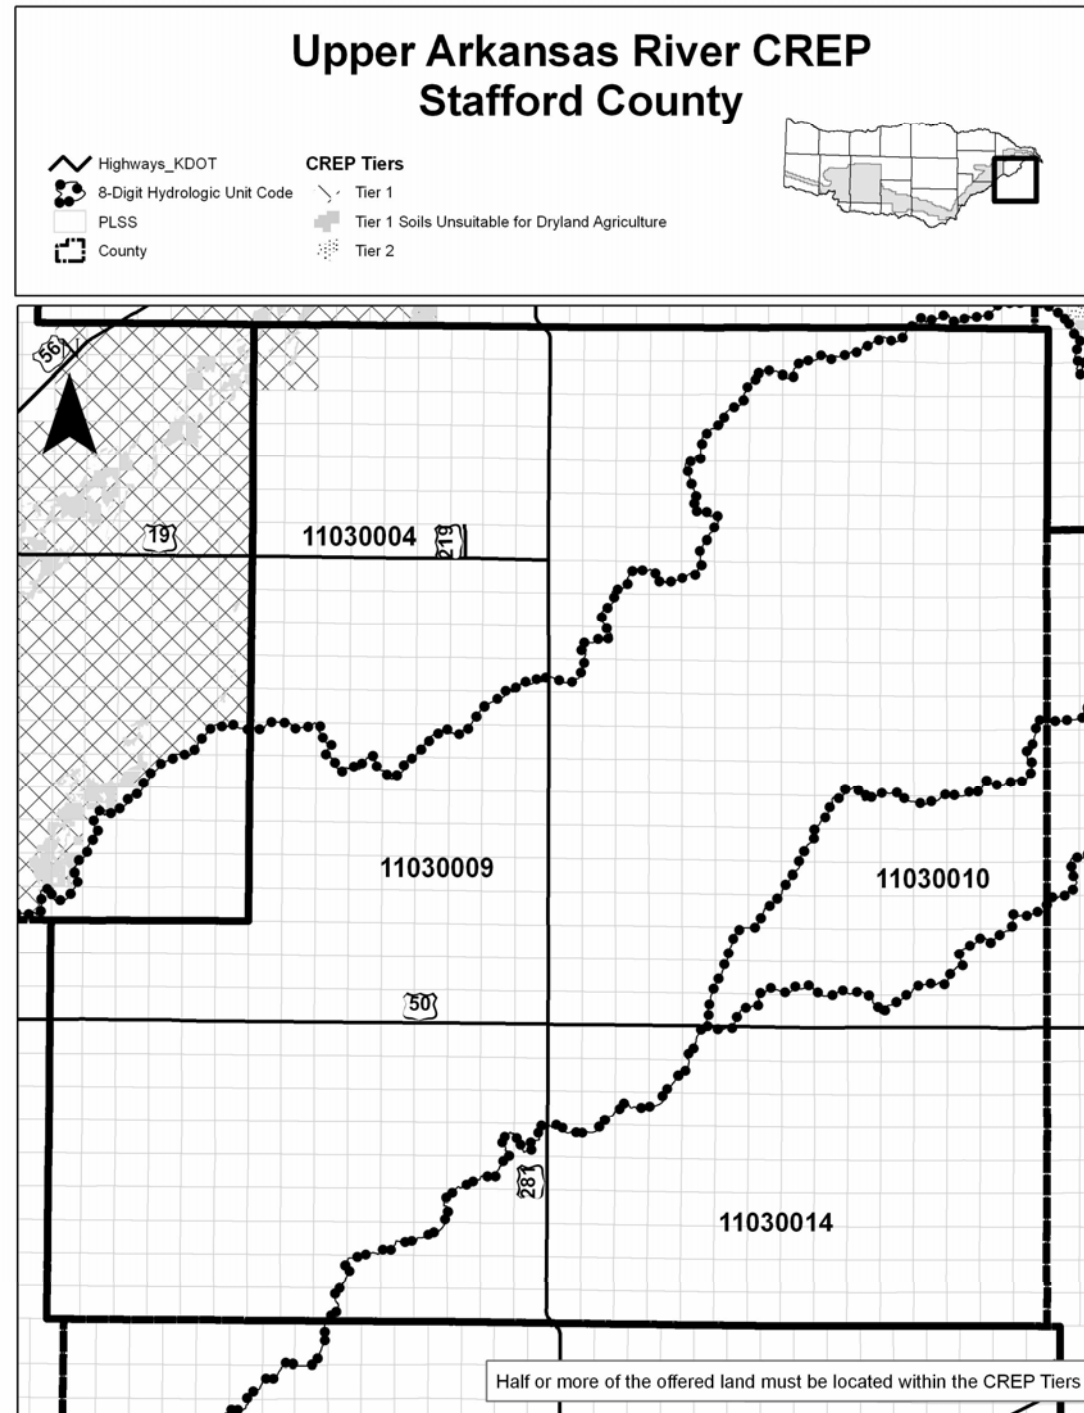 Upper Arkansas River CREP
Stafford County
Highways_KDOT
8-Digit Hydrologic Unit Code
PLSS
County
CREP Tiers
Tier 1
Tier 1 Soils Unsuitable for Dryland Agriculture
Tier 2
56
19
11030004
219
11030009
11030010
50
281
11030014
Half or more of the offered land must be located within the CREP Tiers